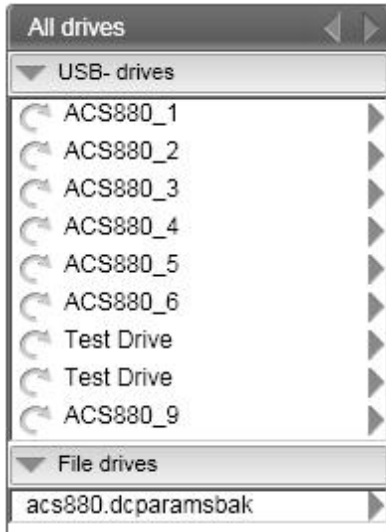 All drives
USB- drives
ACS880_1
ACS880_2
ACS880_3
ACS880_4
ACS880_5
ACS880_6
Test Drive
Test Drive
ACS880_9
File drives
acs880.dcparamsbak